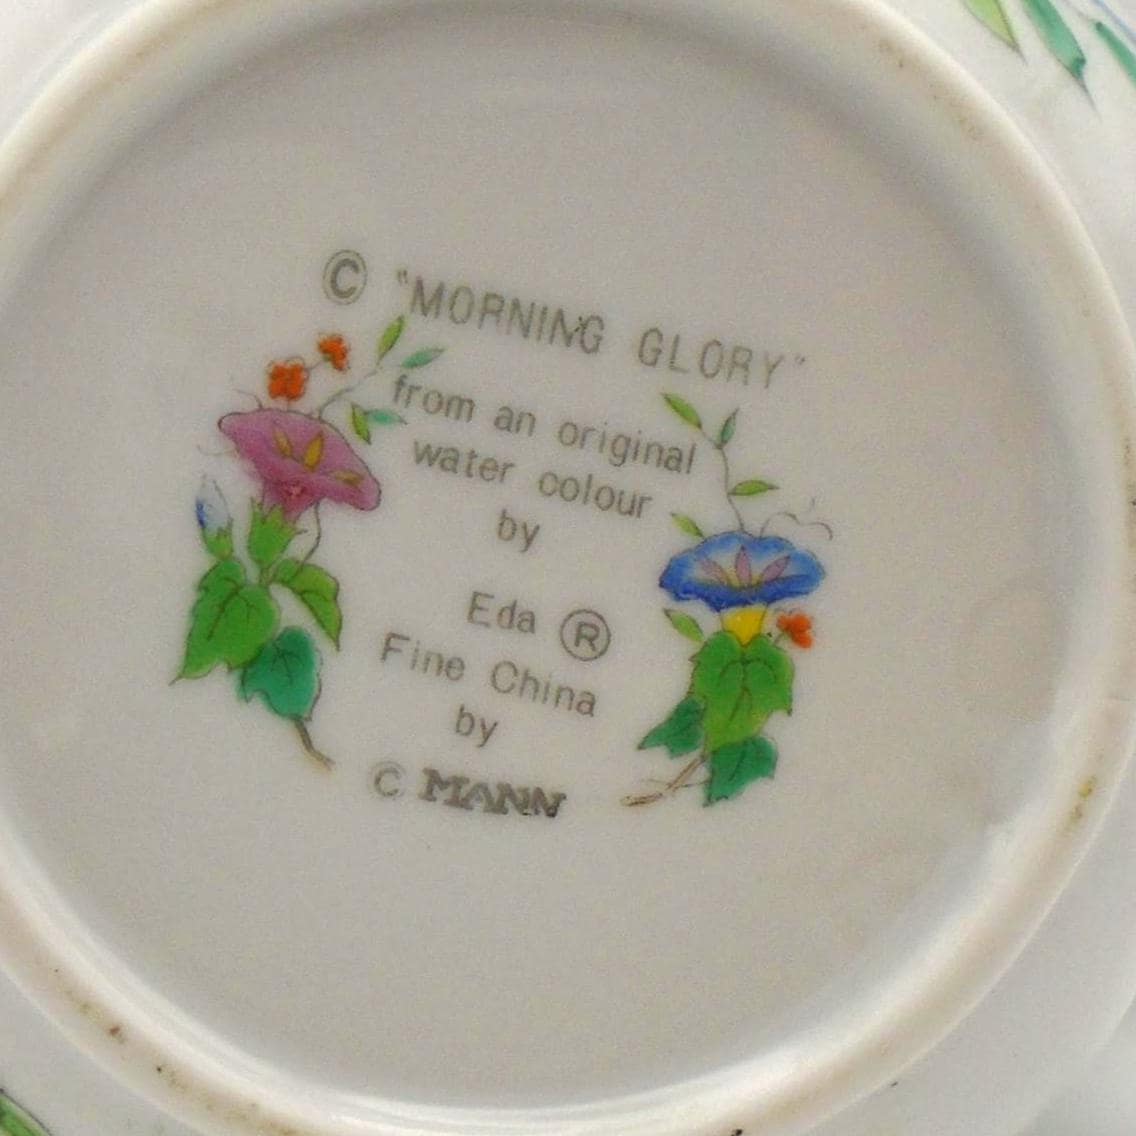 © "MORNING GLORY"
from an original
water colour
by
Eda ®
Fine China
by
© MANN